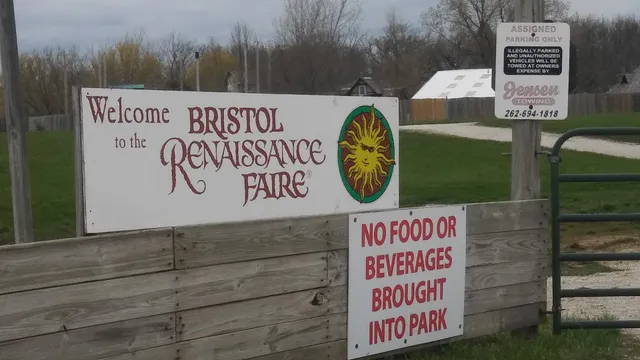 Welcome
to the
BRISTOL
RENAISSANCE
FAIRE®
ASSIGNED
PARKING ONLY
ILLEGALLY PARKED
AND UNAUTHORIZED
VEHICLES WILL BE
TOWED AT OWNERS
EXPENSE BY
Jensen
TOWING
262-694-1818
NO FOOD OR
BEVERAGES
BROUGHT
INTO PARK